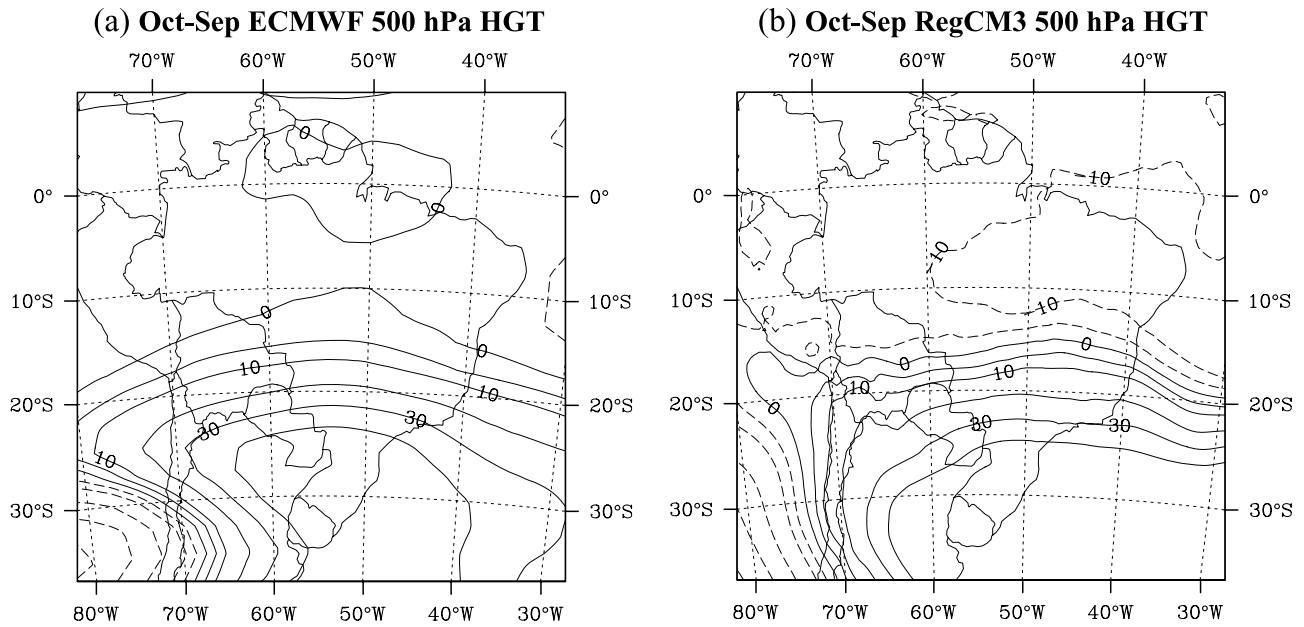 (a) Oct-Sep ECMWF 500 hPa HGT
70°W 60°W 50°W 40°W
0
0° 0 0°
10°S 0 10°S
0
10
10
20°S 20°S
30 30
10
30°S 30°S
80°W 70°W 60°W 50°W 40°W 30°W
(b) Oct-Sep RegCM3 500 hPa HGT
70°W 60°W 50°W 40°W
10
0° 0°
10
10°S 10 10°S
0
0 10
10
20°S 0 20°S
30 30
30°S 30°S
80°W 70°W 60°W 50°W 40°W 30°W